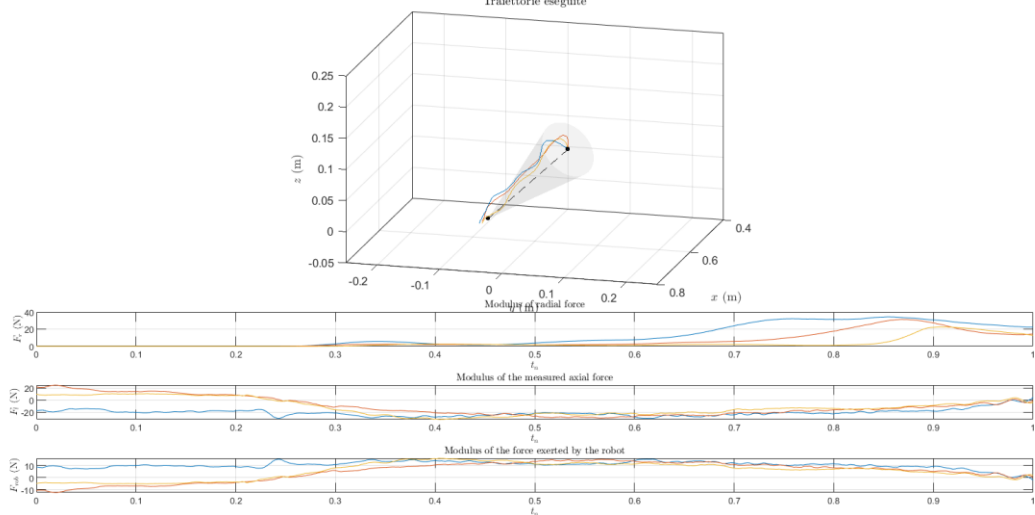 Traiettorie eseguite
0.25
0.2
0.15
0.1
0.05
0
-0.05
z (m)
-0.2
-0.1
0
0.1
0.2
0.4
0.6
0.8
x (m)
Modulus of radial force
40
20
0
F_r (N)
0 0.1 0.2 0.3 0.4 0.5 0.6 0.7 0.8 0.9 1
t_n
Modulus of the measured axial force
20
0
-20
(N)
0 0.1 0.2 0.3 0.4 0.5 0.6 0.7 0.8 0.9 1
t_n
Modulus of the force exerted by the robot
10
0
-10
F_rob (N)
0 0.1 0.2 0.3 0.4 0.5 0.6 0.7 0.8 0.9 1